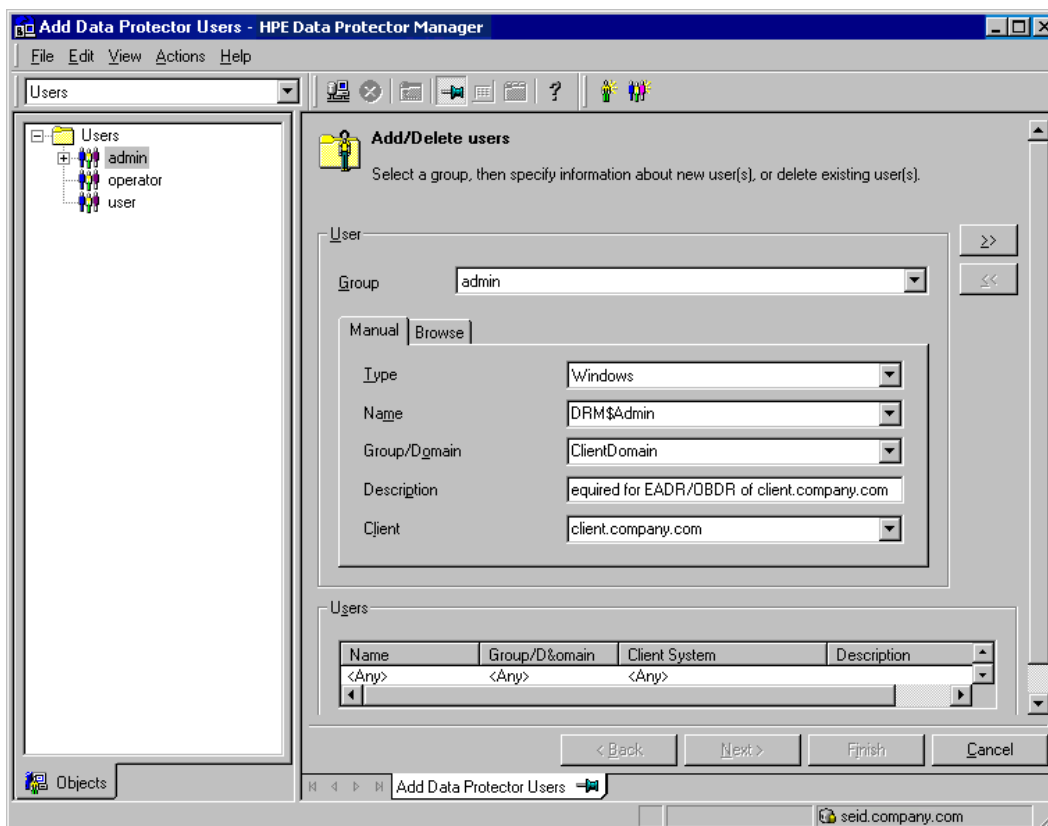 Add Data Protector Users - HPE Data Protector Manager
File Edit View Actions Help
Users
?
Users
admin
operator
user
Add/Delete users
Select a group, then specify information about new user(s), or delete existing user(s).
User
>>
<<
Group admin
Manual Browse
Type Windows
Name DRM$Admin
Group/Domain ClientDomain
Description equired for EADR/OBDR of client.company.com
Client client.company.com
Users
Name Group/D&omain Client System Description
<Any> <Any> <Any>
< Back Next > Finish Cancel
Objects
Add Data Protector Users
seid.company.com